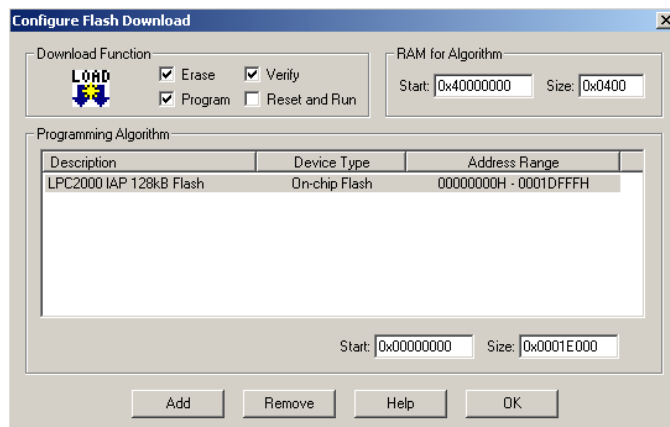 Configure Flash Download
Download Function
LOAD
Erase
Verify
Program
Reset and Run
RAM for Algorithm
Start: 0x40000000 Size: 0x0400
Programming Algorithm
Description Device Type Address Range
LPC2000 IAP 128kB Flash On-chip Flash 00000000H - 0001DFFFH
Start: 0x00000000 Size: 0x0001E000
Add Remove Help OK